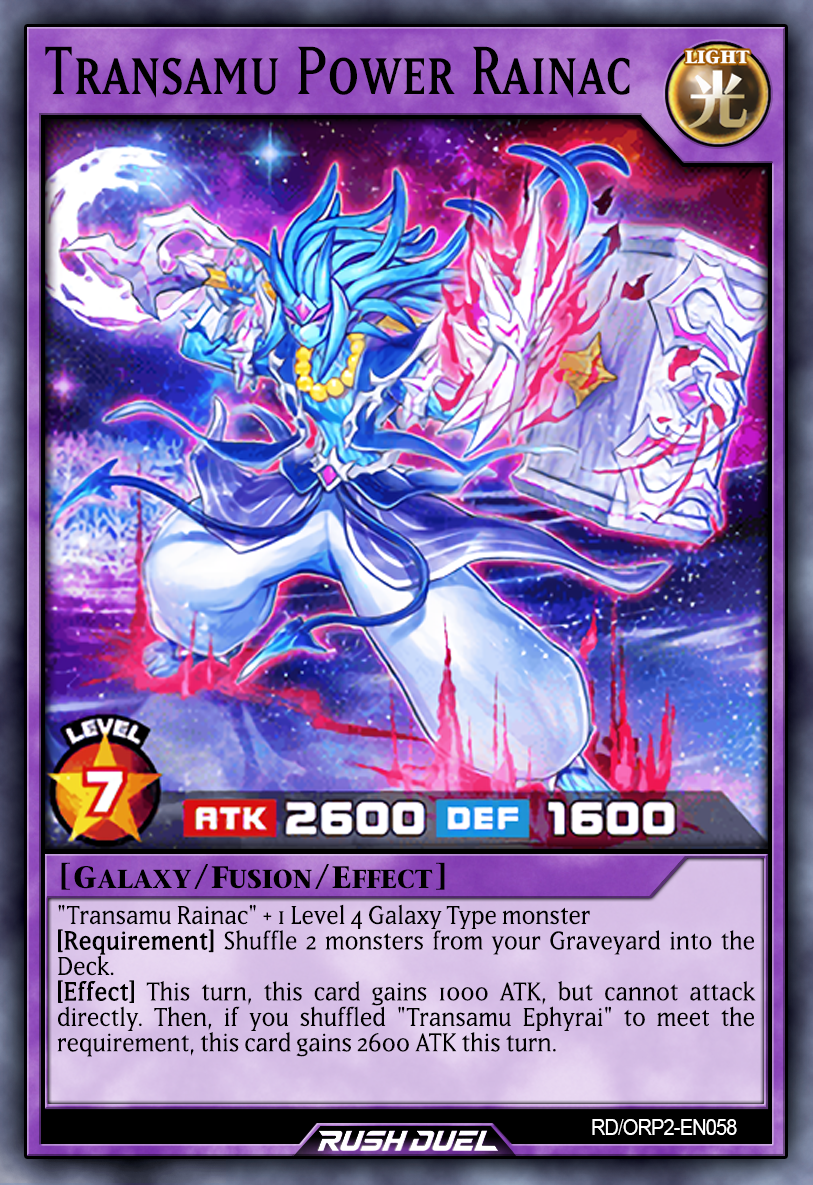 Transamu Power Rainac
LIGHT
光
LEVEL
7
ATK 2600 DEF 1600
[Galaxy/Fusion/Effect]
"Transamu Rainac" + 1 Level 4 Galaxy Type monster
[Requirement] Shuffle 2 monsters from your Graveyard into the
Deck.
[Effect] This turn, this card gains 1000 ATK, but cannot attack
directly. Then, if you shuffled "Transamu Ephyrai" to meet the
requirement, this card gains 2600 ATK this turn.
RD/ORP2-EN058
RUSH DUEL